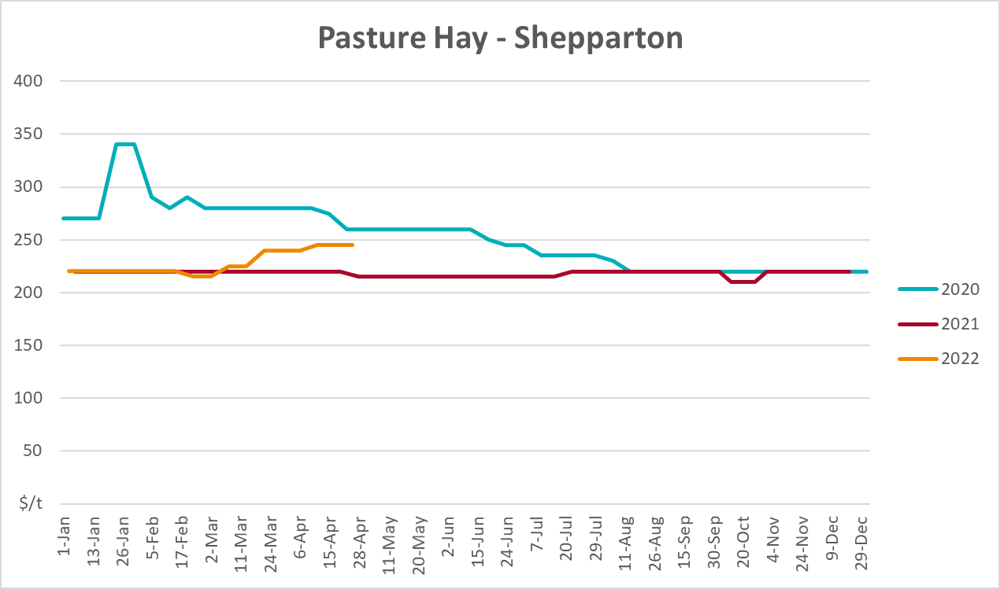 Pasture Hay - Shepparton
400
350
300
250
200
150
100
50
$/t
1-Jan
13-Jan
26-Jan
5-Feb
17-Feb
2-Mar
11-Mar
24-Mar
6-Apr
15-Apr
28-Apr
11-May
20-May
2-Jun
15-Jun
24-Jun
7-Jul
20-Jul
29-Jul
11-Aug
26-Aug
15-Sep
30-Sep
20-Oct
4-Nov
24-Nov
9-Dec
29-Dec
2020
2021
2022